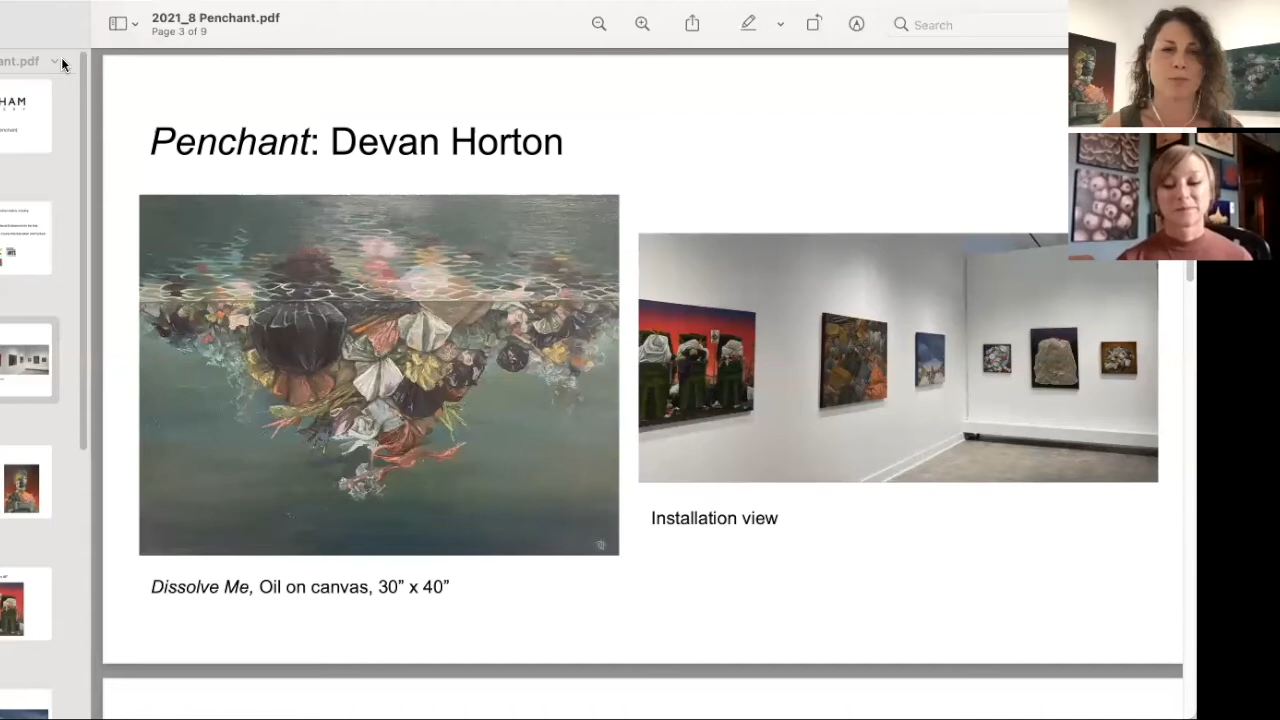 2021_8 Penchant.pdf
Page 3 of 9
Search
ant.pdf
HAM
Penchant: Devan Horton
Installation view
Dissolve Me, Oil on canvas, 30” x 40”